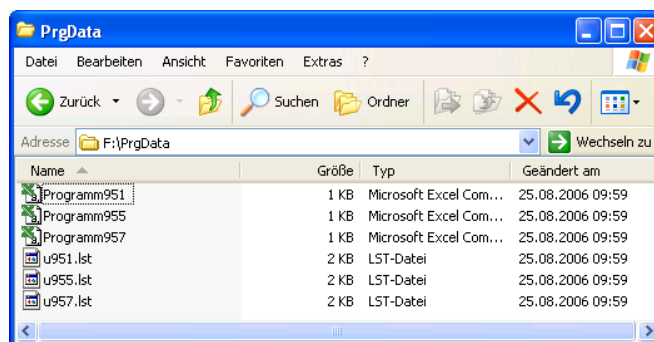 PrgData
Datei Bearbeiten Ansicht Favoriten Extras ?
Zurück Suchen Ordner
Adresse F:\PrgData Wechseln zu
Name Größe Typ Geändert am
Programm951 1 KB Microsoft Excel Com... 25.08.2006 09:59
Programm955 1 KB Microsoft Excel Com... 25.08.2006 09:59
Programm957 1 KB Microsoft Excel Com... 25.08.2006 09:59
u951.lst 2 KB LST-Datei 25.08.2006 09:59
u955.lst 2 KB LST-Datei 25.08.2006 09:59
u957.lst 2 KB LST-Datei 25.08.2006 09:59